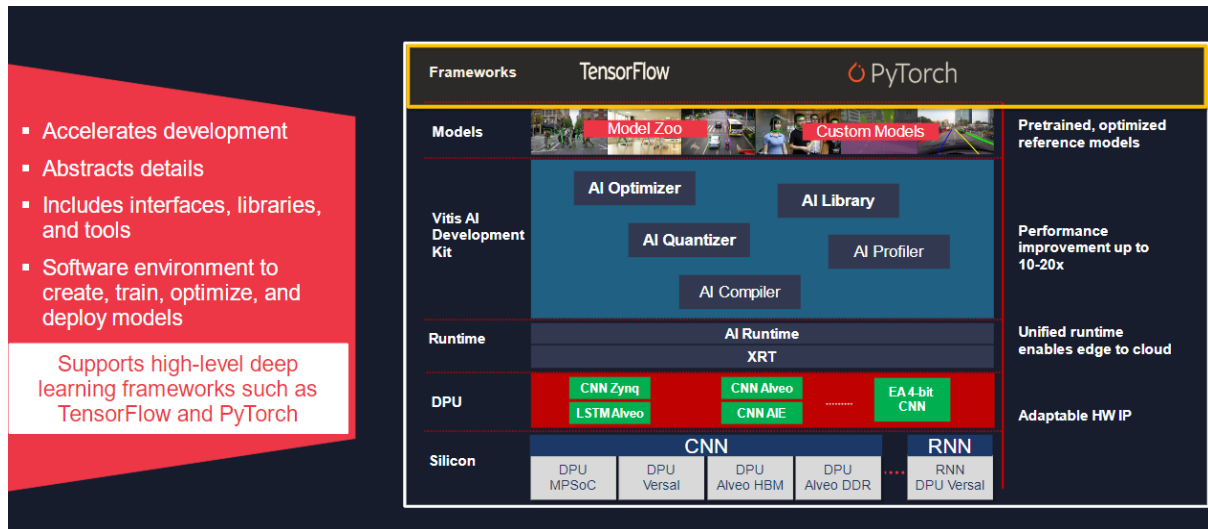 Accelerates development
Abstracts details
Includes interfaces, libraries,
and tools
Software environment to
create, train, optimize, and
deploy models
Supports high-level deep
learning frameworks such as
TensorFlow and PyTorch
Frameworks
TensorFlow
PyTorch
Models
Model Zoo
Custom Models
Pretrained, optimized
reference models
Vitis AI
Development
Kit
AI Optimizer
AI Library
AI Quantizer
AI Profiler
AI Compiler
Performance
improvement up to
10-20x
Runtime
AI Runtime
XRT
Unified runtime
enables edge to cloud
DPU
CNN Zynq
CNN Alveo
LSTM Alveo
CNN AIE
.........
EA 4-bit
CNN
Adaptable HW IP
Silicon
CNN
RNN
DPU
MPSoC
DPU
Versal
DPU
Alveo HBM
DPU
Alveo DDR
....
RNN
DPU Versal